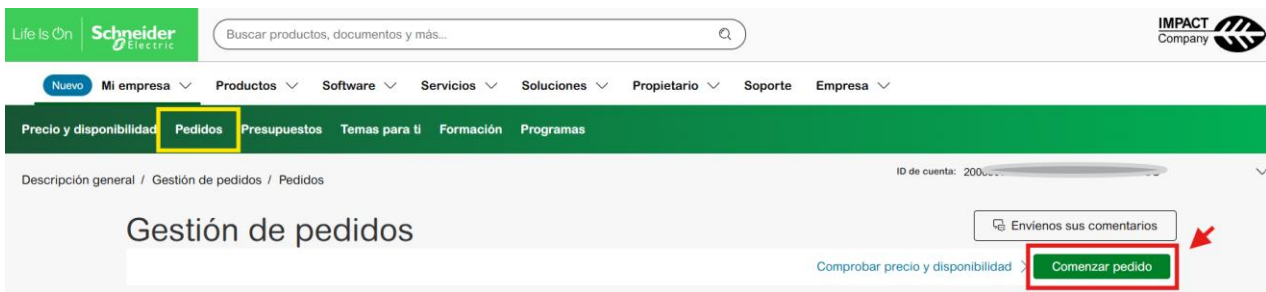 Life Is On Schneider Electric
Buscar productos, documentos y más...
IMPACT
Company
Nuevo Mi empresa Productos Software Servicios Soluciones Propietario Soporte Empresa
Precio y disponibilidad Pedidos Presupuestos Temas para ti Formación Programas
Descripción general / Gestión de pedidos / Pedidos
ID de cuenta:
Gestión de pedidos
Envíenos sus comentarios
Comprobar precio y disponibilidad Comenzar pedido